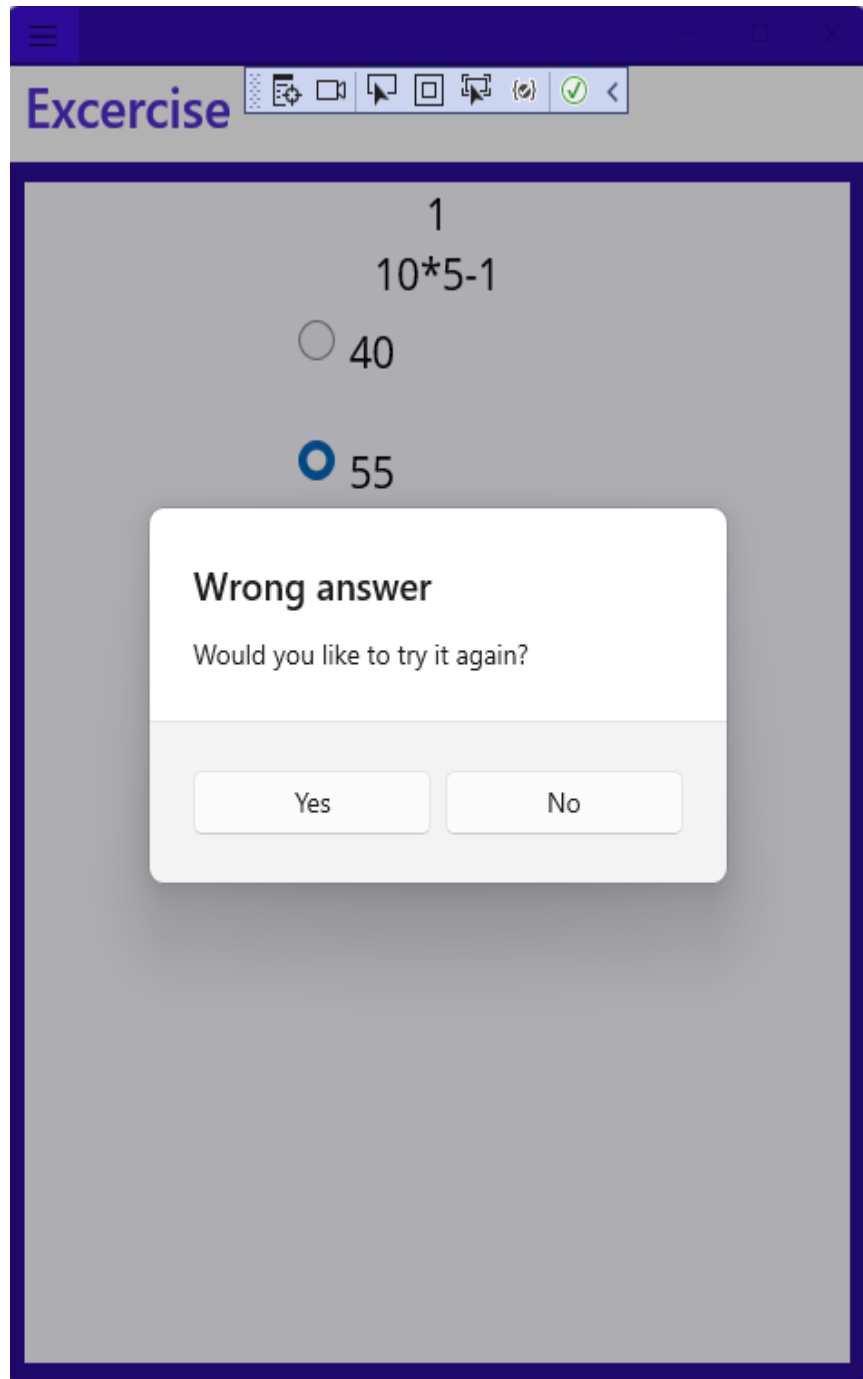 Excercise
1
10*5-1
40
55
Wrong answer
Would you like to try it again?
Yes
No